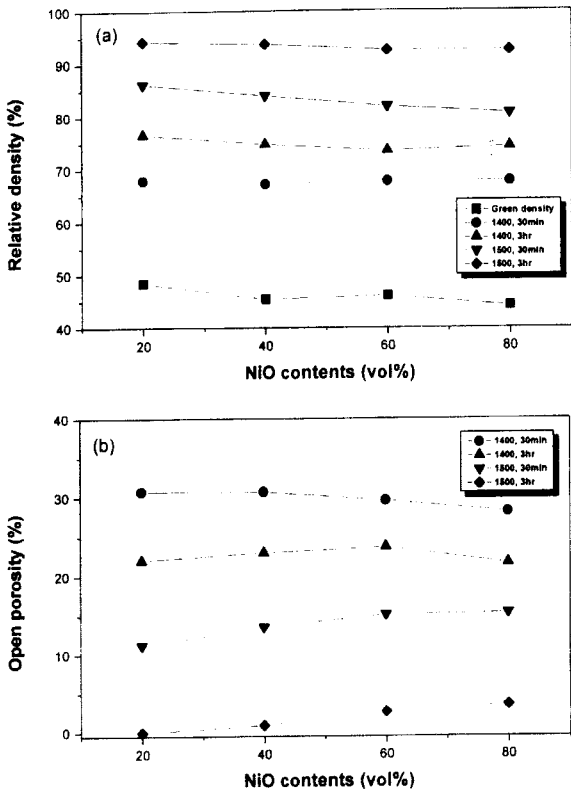 100
90
80
70
60
50
40
(a)
Relative density (%)
Green density
1400, 30min
1400, 3hr
1500, 30min
1500, 3hr
20
40
60
80
NiO contents (vol%)
40
30
20
10
0
(b)
Open porosity (%)
1400, 30min
1400, 3hr
1500, 30min
1500, 3hr
20
40
60
80
NiO contents (vol%)